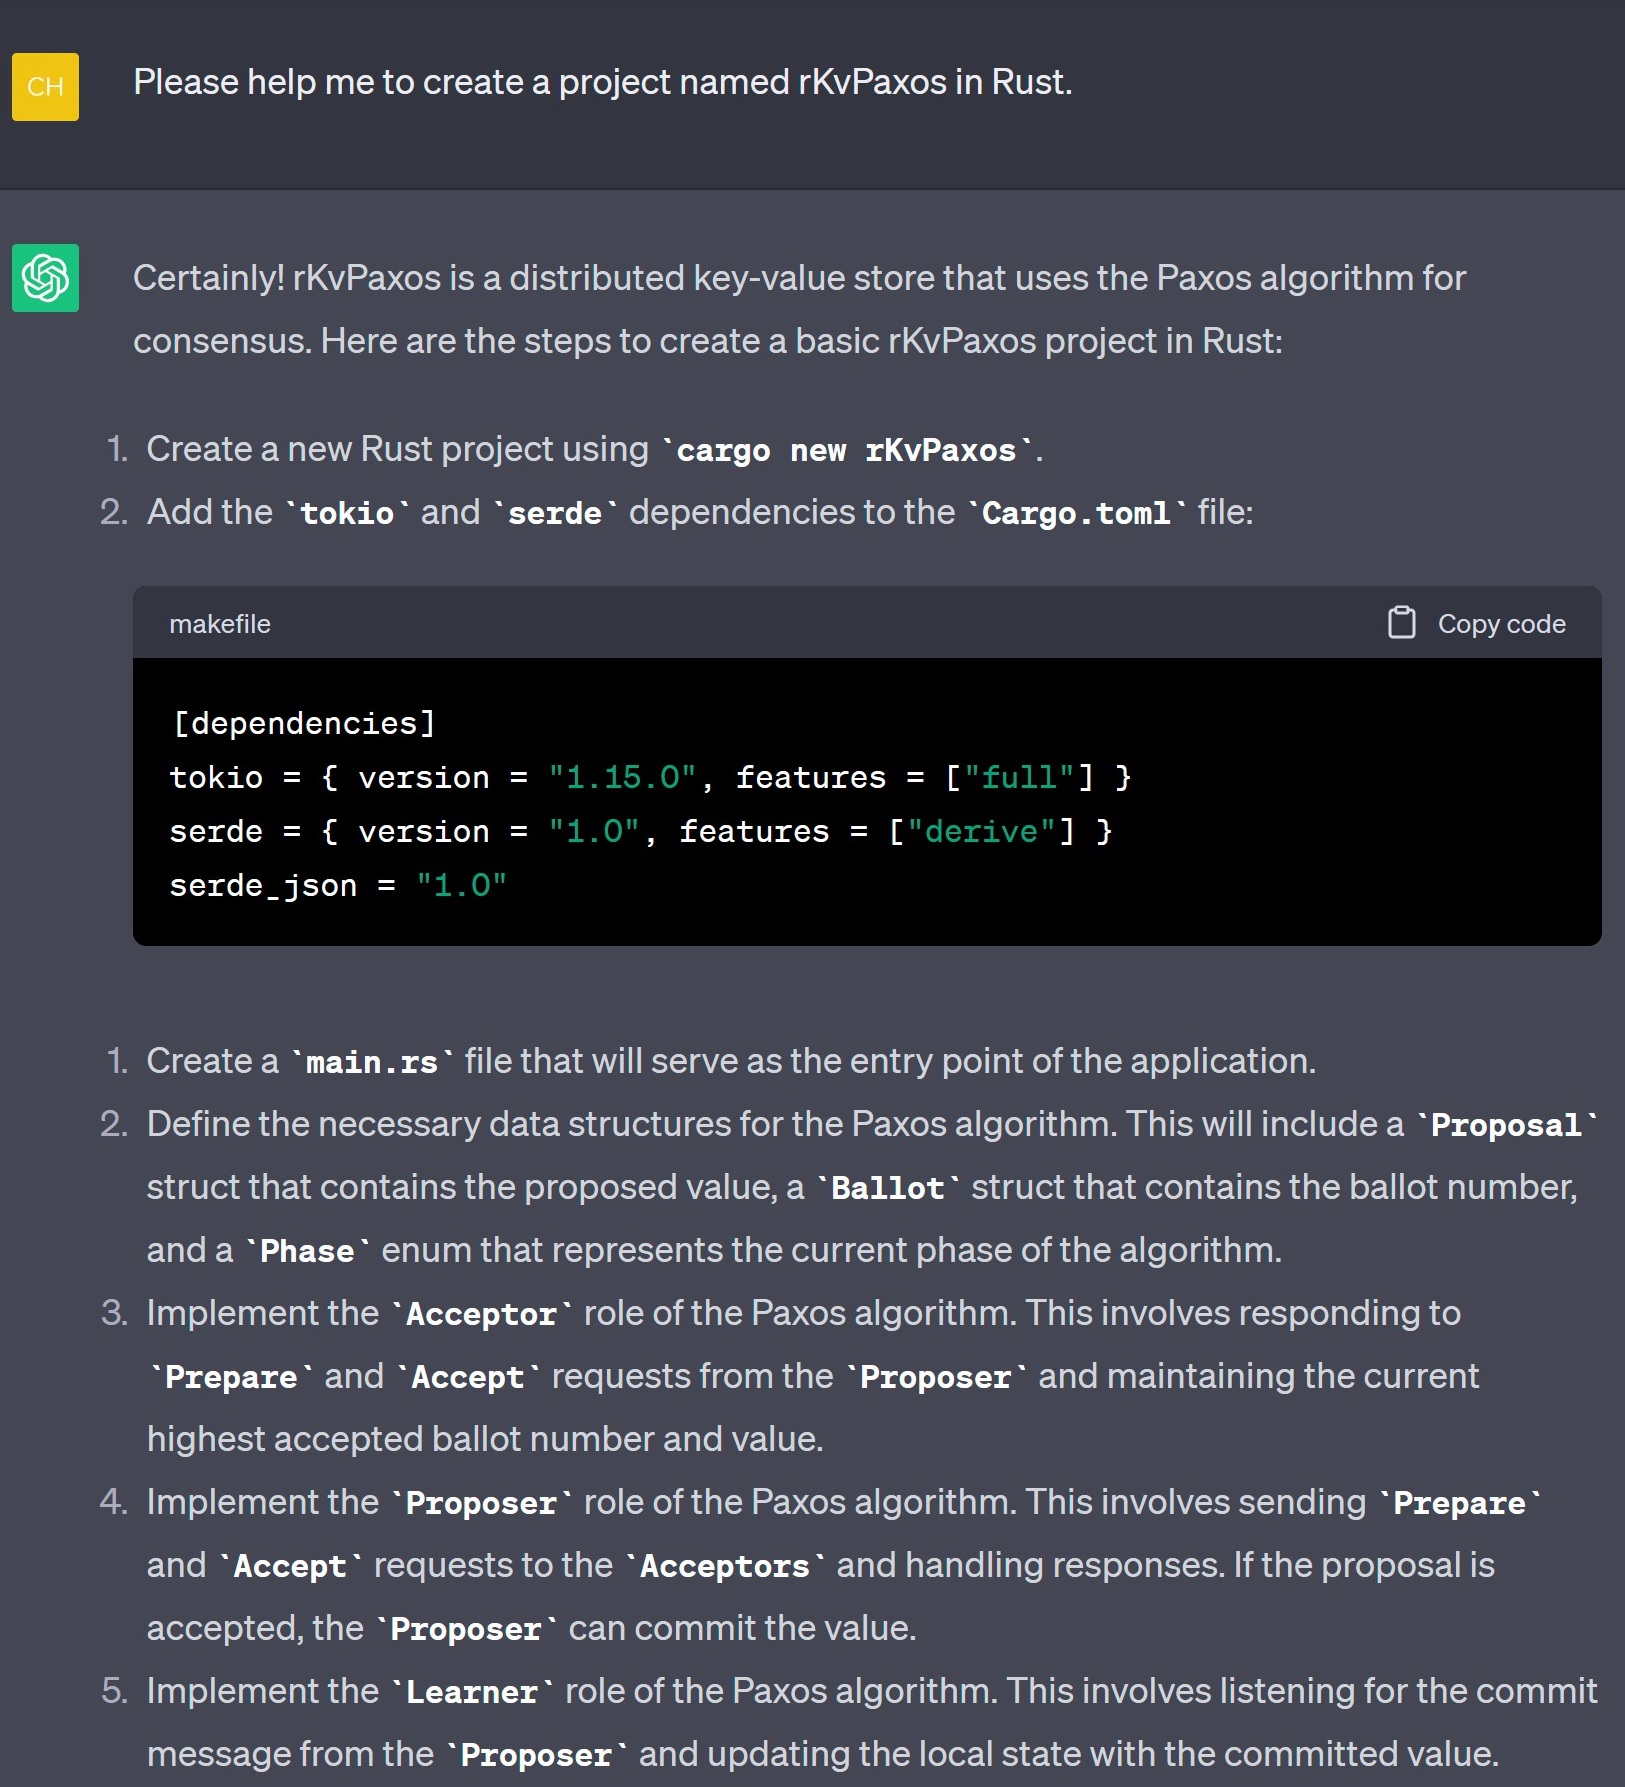 CH
Please help me to create a project named rKvPaxos in Rust.
Certainly! rKvPaxos is a distributed key-value store that uses the Paxos algorithm for
consensus. Here are the steps to create a basic rKvPaxos project in Rust:
1. Create a new Rust project using `cargo new rKvPaxos`.
2. Add the `tokio` and `serde` dependencies to the `Cargo.toml` file:
makefile
Copy code
[dependencies]
tokio = { version = "1.15.0", features = ["full"] }
serde = { version = "1.0", features = ["derive"] }
serde_json = "1.0"
1. Create a `main.rs` file that will serve as the entry point of the application.
2. Define the necessary data structures for the Paxos algorithm. This will include a `Proposal`
struct that contains the proposed value, a `Ballot` struct that contains the ballot number,
and a `Phase` enum that represents the current phase of the algorithm.
3. Implement the `Acceptor` role of the Paxos algorithm. This involves responding to
`Prepare` and `Accept` requests from the `Proposer` and maintaining the current
highest accepted ballot number and value.
4. Implement the `Proposer` role of the Paxos algorithm. This involves sending `Prepare`
and `Accept` requests to the `Acceptors` and handling responses. If the proposal is
accepted, the `Proposer` can commit the value.
5. Implement the `Learner` role of the Paxos algorithm. This involves listening for the commit
message from the `Proposer` and updating the local state with the committed value.